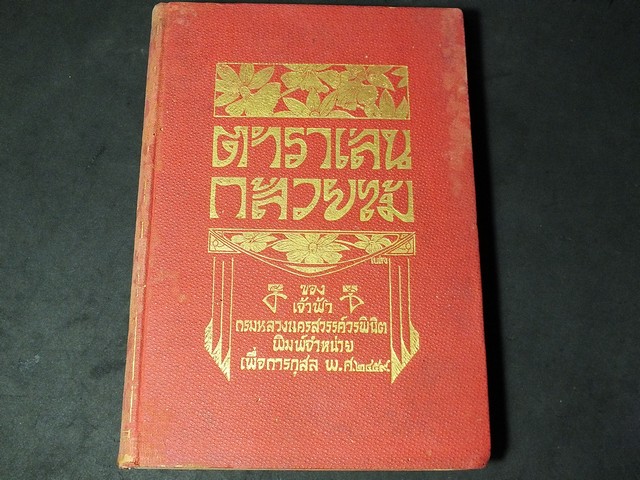 ตำราเล่น
กล้วยไม้
ของ
เจ้าฟ้า
กรมหลวงนครสวรรค์วรพินิต
พิมพ์จำหน่าย
เพื่อการกุศล พ.ศ.๒๔๕๙